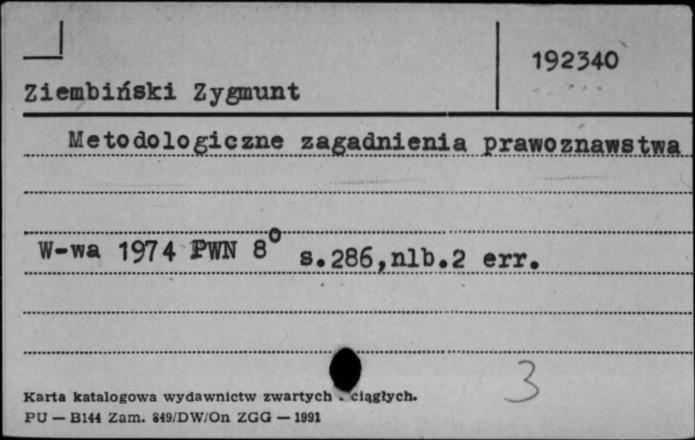 192340
Ziembiński Zygmunt
Metodologiczne zagadnienia prawoznawstwa
W-wa 1974 PWN 8° s.286,nlb.2 err.
3
Karta katalogowa wydawnictw zwartych ciągłych.
PU — B144 Zam. 849/DW/On ZGG — 1991